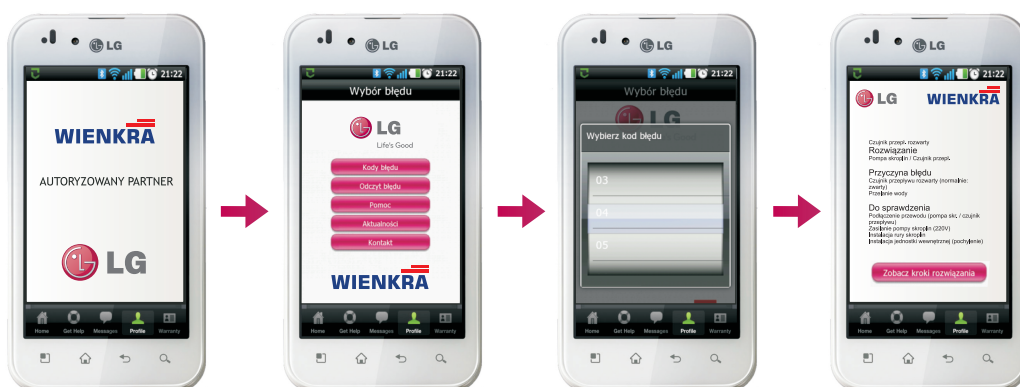 LG
21:22
WIENKRA
AUTORYZOWANY PARTNER
LG
Home Get Help Messages Profile Warranty
LG
21:22
Wybór błędu
LG
Life's Good
Kody błędu
Odczyt błędu
Pomoc
Aktualności
Kontakt
WIENKRA
Home Get Help Messages Profile Warranty
LG
21:22
Wybór błędu
LG
Wybierz kod błędu
03
04
05
Home Get Help Messages Profile Warranty
LG
21:22
LG WIENKRA
Czujnik przepł. rozwarty
Rozwiązanie
Pompa skroplin / Czujnik przepł.
Przyczyna błędu
Czujnik przepływu rozwarty (normalnie:
zwerty)
Przelanie wody
Do sprawdzenia
Podłączenie przewodu (pompa skr. / czujnik
przepływu)
Zasilanie pompy skroplin (220V)
Instalacja rury skroplin
Instalacja jednostki wewnętrznej (pochylenie)
Zobacz kroki rozwiązania
Home Get Help Messages Profile Warranty